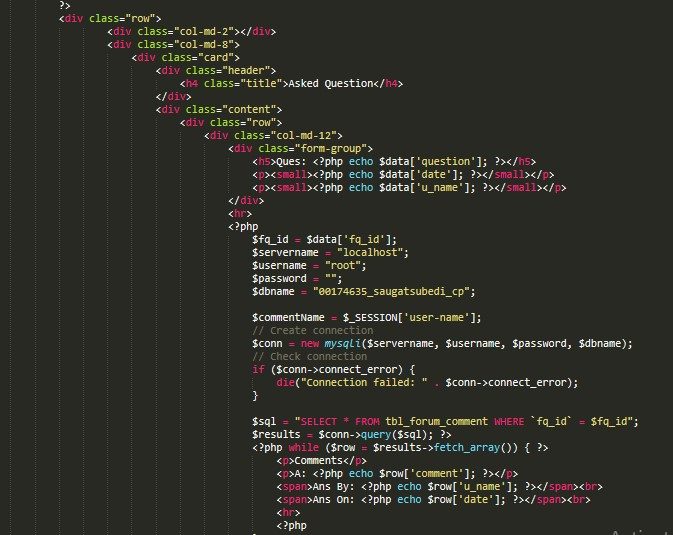 ?>
<div class="row">
<div class="col-md-2"></div>
<div class="col-md-8">
<div class="card">
<div class="header">
<h4 class="title">Asked Question</h4>
</div>
<div class="content">
<div class="row">
<div class="col-md-12">
<div class="form-group">
<h5>Ques: <?php echo $data['question']; ?></h5>
<p><small><?php echo $data['date']; ?></small></p>
<p><small><?php echo $data['u_name']; ?></small></p>
</div>
<hr>
<?php
$fq_id = $data['fq_id'];
$servername = "localhost";
$username = "root";
$password = "";
$dbname = "00174635_saugatsubedi_cp";
$commentName = $_SESSION['user-name'];
// Create connection
$conn = new mysqli($servername, $username, $password, $dbname);
// Check connection
if ($conn->connect_error) {
die("Connection failed: " . $conn->connect_error);
}
$sql = "SELECT * FROM tbl_forum_comment WHERE `fq_id` = $fq_id";
$results = $conn->query($sql); ?>
<?php while ($row = $results->fetch_array()) { ?>
<p>Comments</p>
<p>A: <?php echo $row['comment']; ?></p>
<span>Ans By: <?php echo $row['u_name']; ?></span><br>
<span>Ans On: <?php echo $row['date']; ?></span><br>
<hr>
<?php